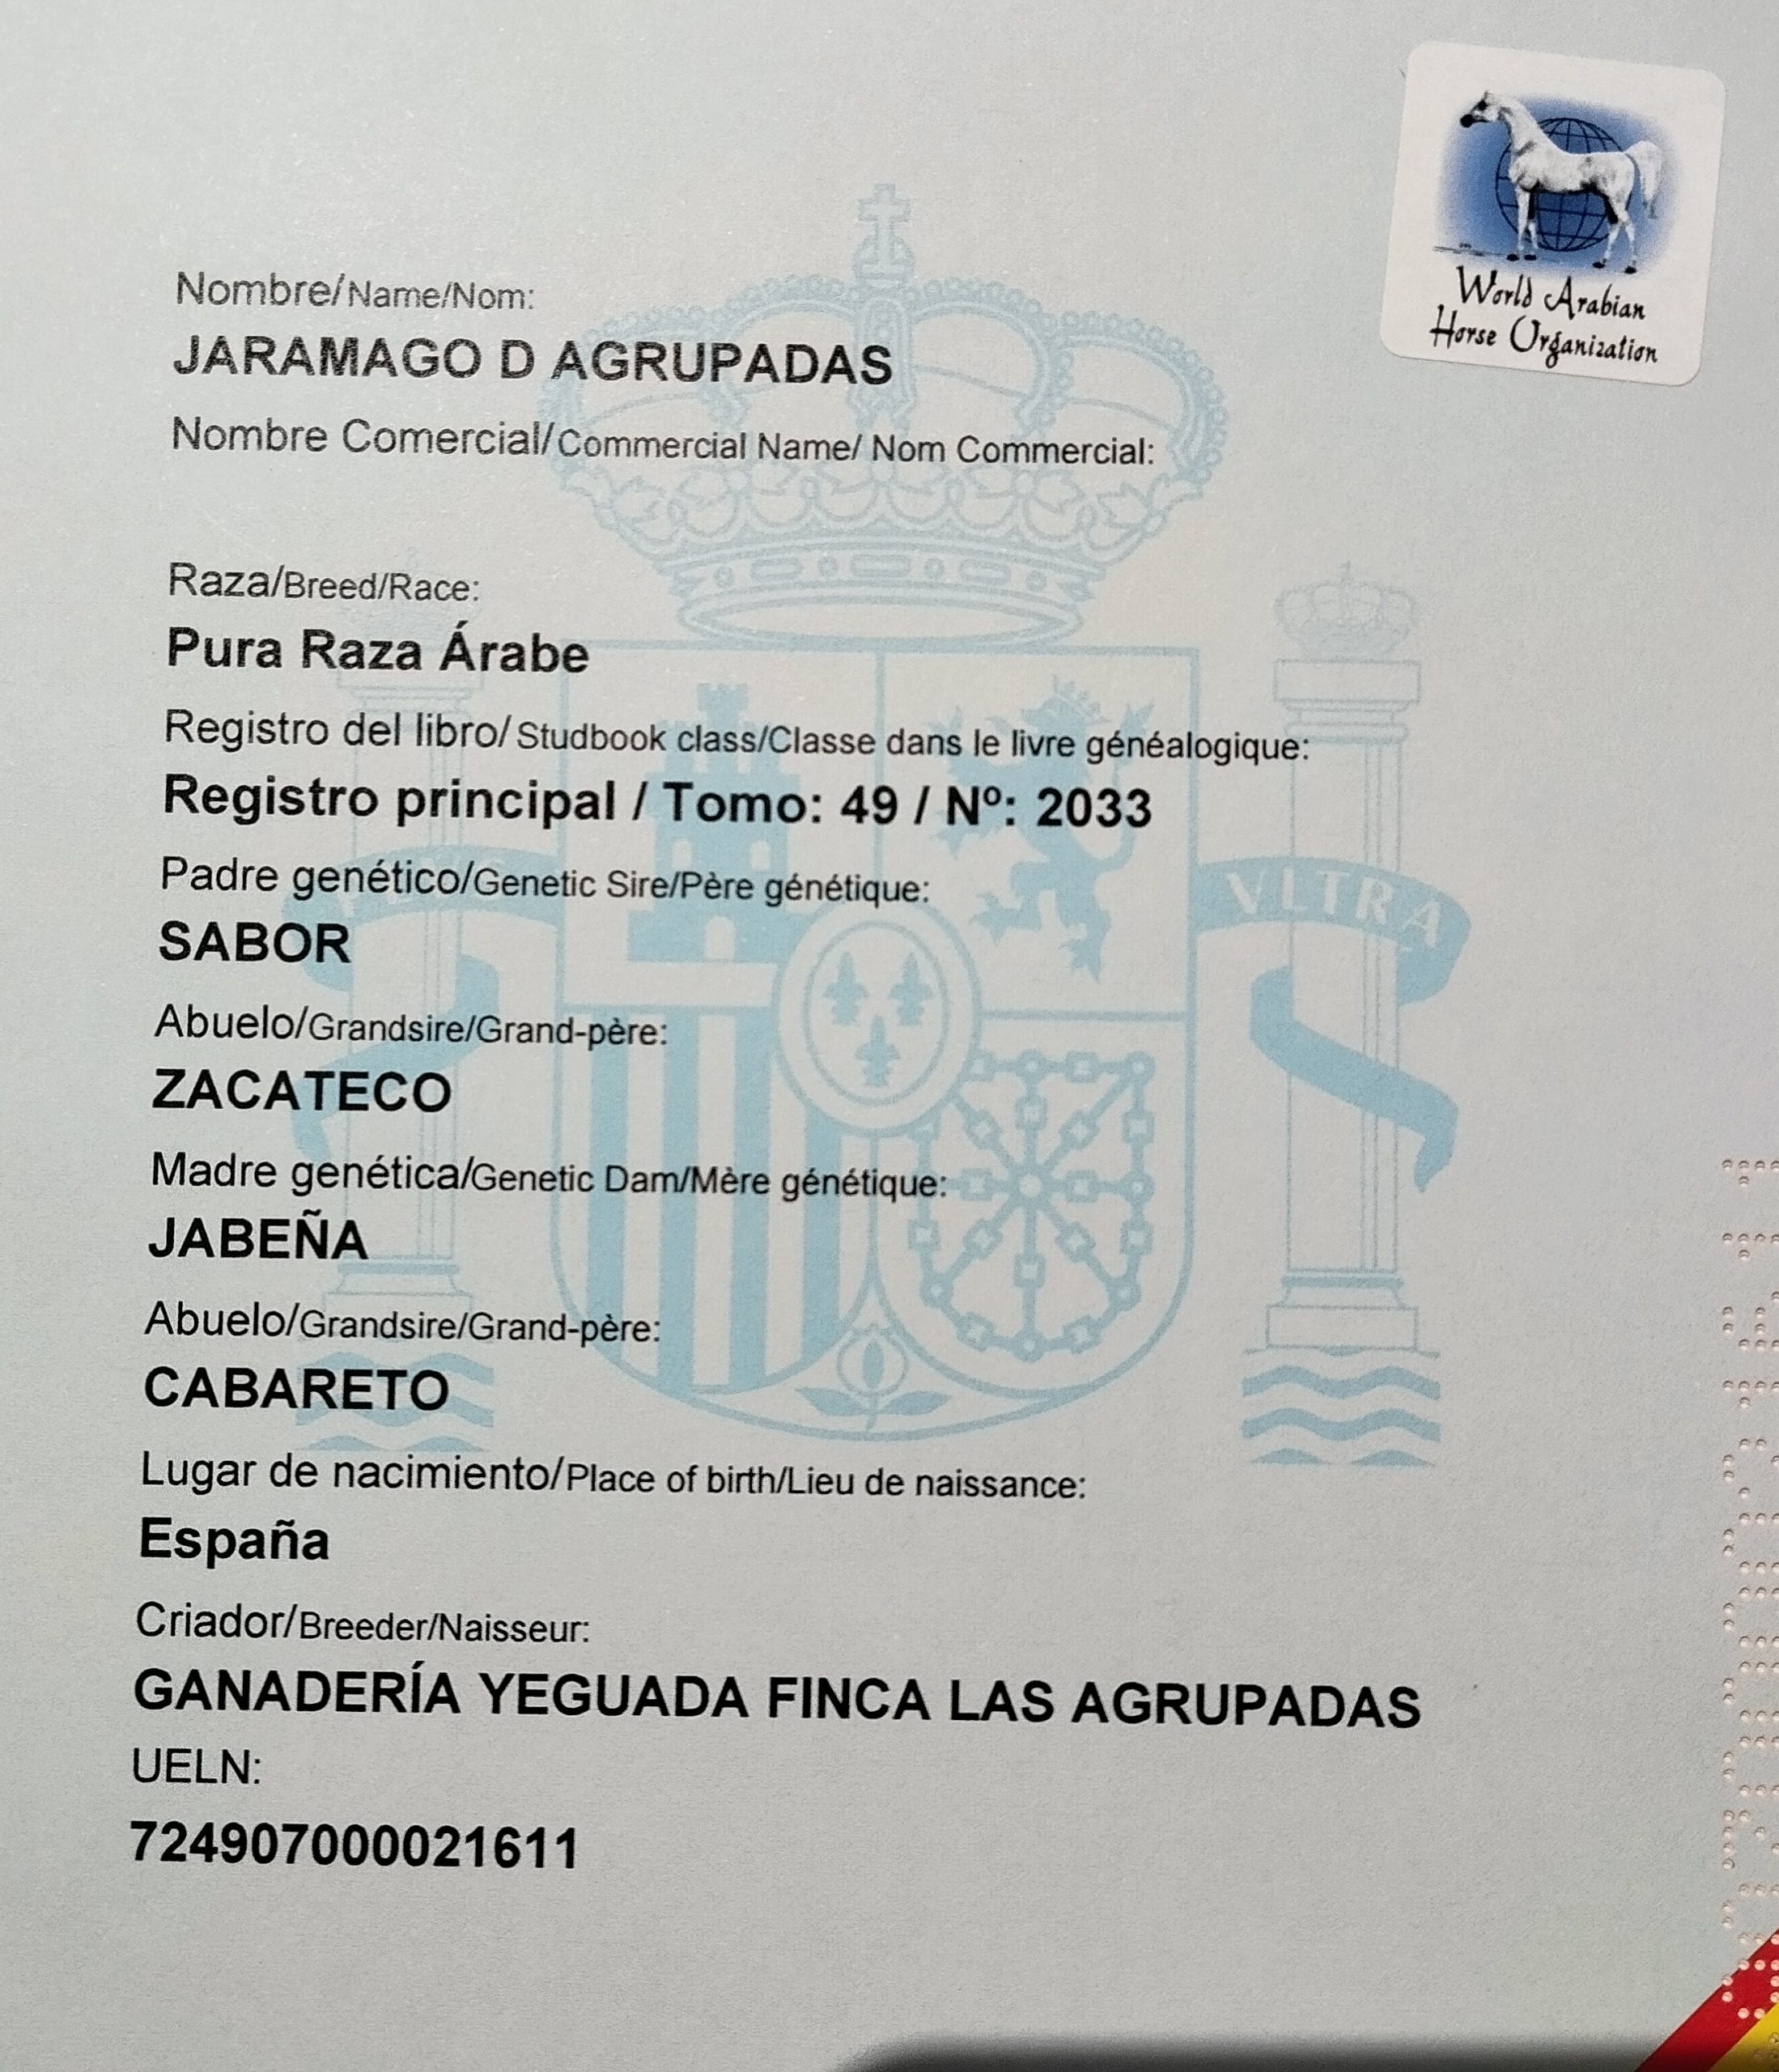 World Arabian
Horse Organization
Nombre/Name/Nom:
JARAMAGO D AGRUPADAS
Nombre Comercial/Commercial Name/ Nom Commercial:
Raza/Breed/Race:
Pura Raza Árabe
Registro del libro/Studbook class/Classe dans le livre généalogique:
Registro principal / Tomo: 49 / Nº: 2033
Padre genético/Genetic Sire/Père génétique:
VLTRA
SABOR
Abuelo/Grandsire/Grand-père:
ZACATECO
Madre genética/Genetic Dam/Mère génétique:
JABEÑA
Abuelo/Grandsire/Grand-père:
CABARETO
Lugar de nacimiento/Place of birth/Lieu de naissance:
España
Criador/Breeder/Naisseur:
GANADERÍA YEGUADA FINCA LAS AGRUPADAS
UELN:
724907000021611